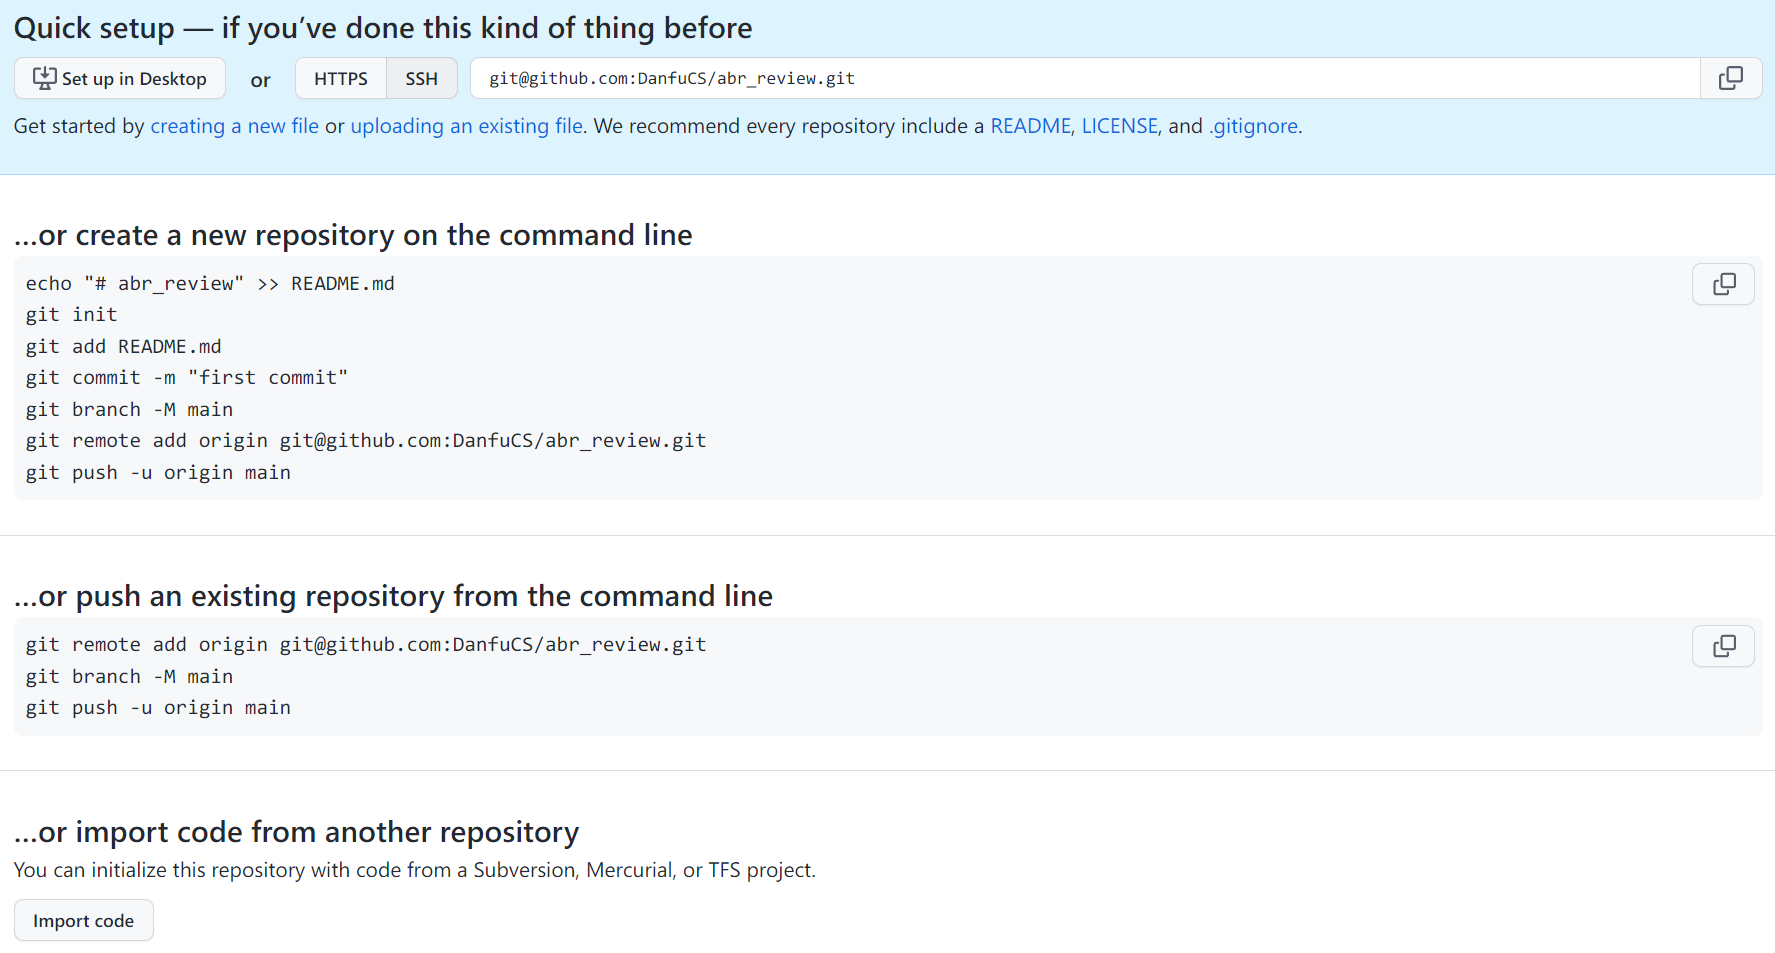 Quick setup — if you’ve done this kind of thing before
Set up in Desktop or HTTPS SSH git@github.com:DanfuCS/abr_review.git
Get started by creating a new file or uploading an existing file. We recommend every repository include a README, LICENSE, and .gitignore.
…or create a new repository on the command line
echo "# abr_review" >> README.md
git init
git add README.md
git commit -m "first commit"
git branch -M main
git remote add origin git@github.com:DanfuCS/abr_review.git
git push -u origin main
…or push an existing repository from the command line
git remote add origin git@github.com:DanfuCS/abr_review.git
git branch -M main
git push -u origin main
…or import code from another repository
You can initialize this repository with code from a Subversion, Mercurial, or TFS project.
Import code